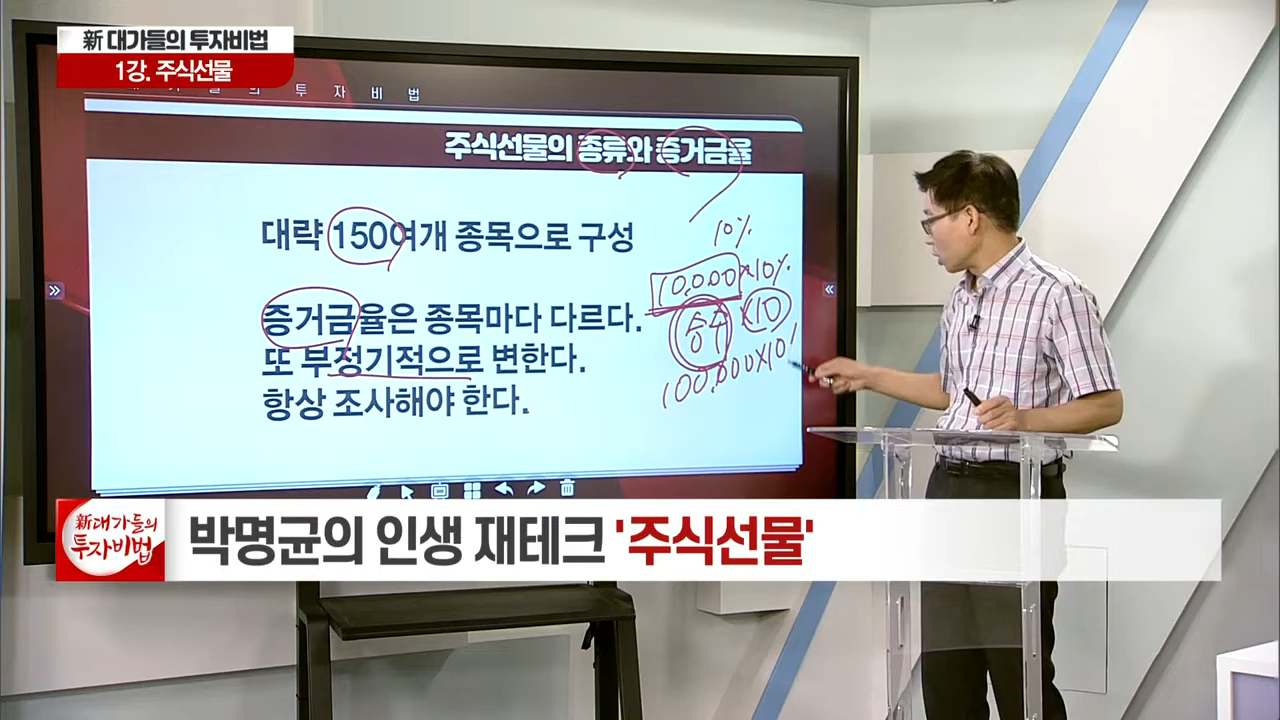 新 대가들의 투자비법
1강. 주식선물
투 자 비 법
주식선물의 종류와 증거금율
대략 150여개 종목으로 구성
증거금율은 종목마다 다르다.
또 부정기적으로 변한다.
항상 조사해야 한다.
10%
10,000×10%
승수 ×10
100,000×10%
新 대가들의
투자비법
박명균의 인생 재테크 '주식선물'